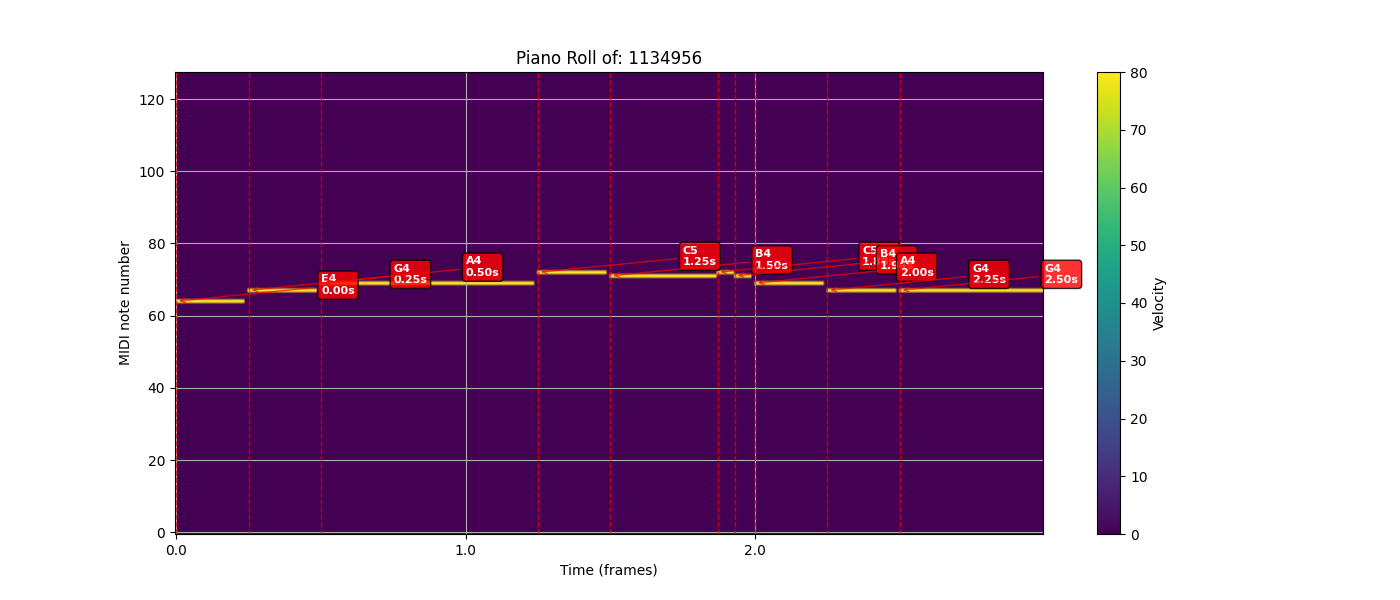 Piano Roll of: 1134956
120
100
80
60
40
20
0
MIDI note number
0.0
1.0
2.0
Time (frames)
E4
0.00s
G4
0.25s
A4
0.50s
C5
1.25s
B4
1.50s
C5
B4
A4
2.00s
G4
2.25s
G4
2.50s
80
70
60
50
40
30
20
10
0
Velocity